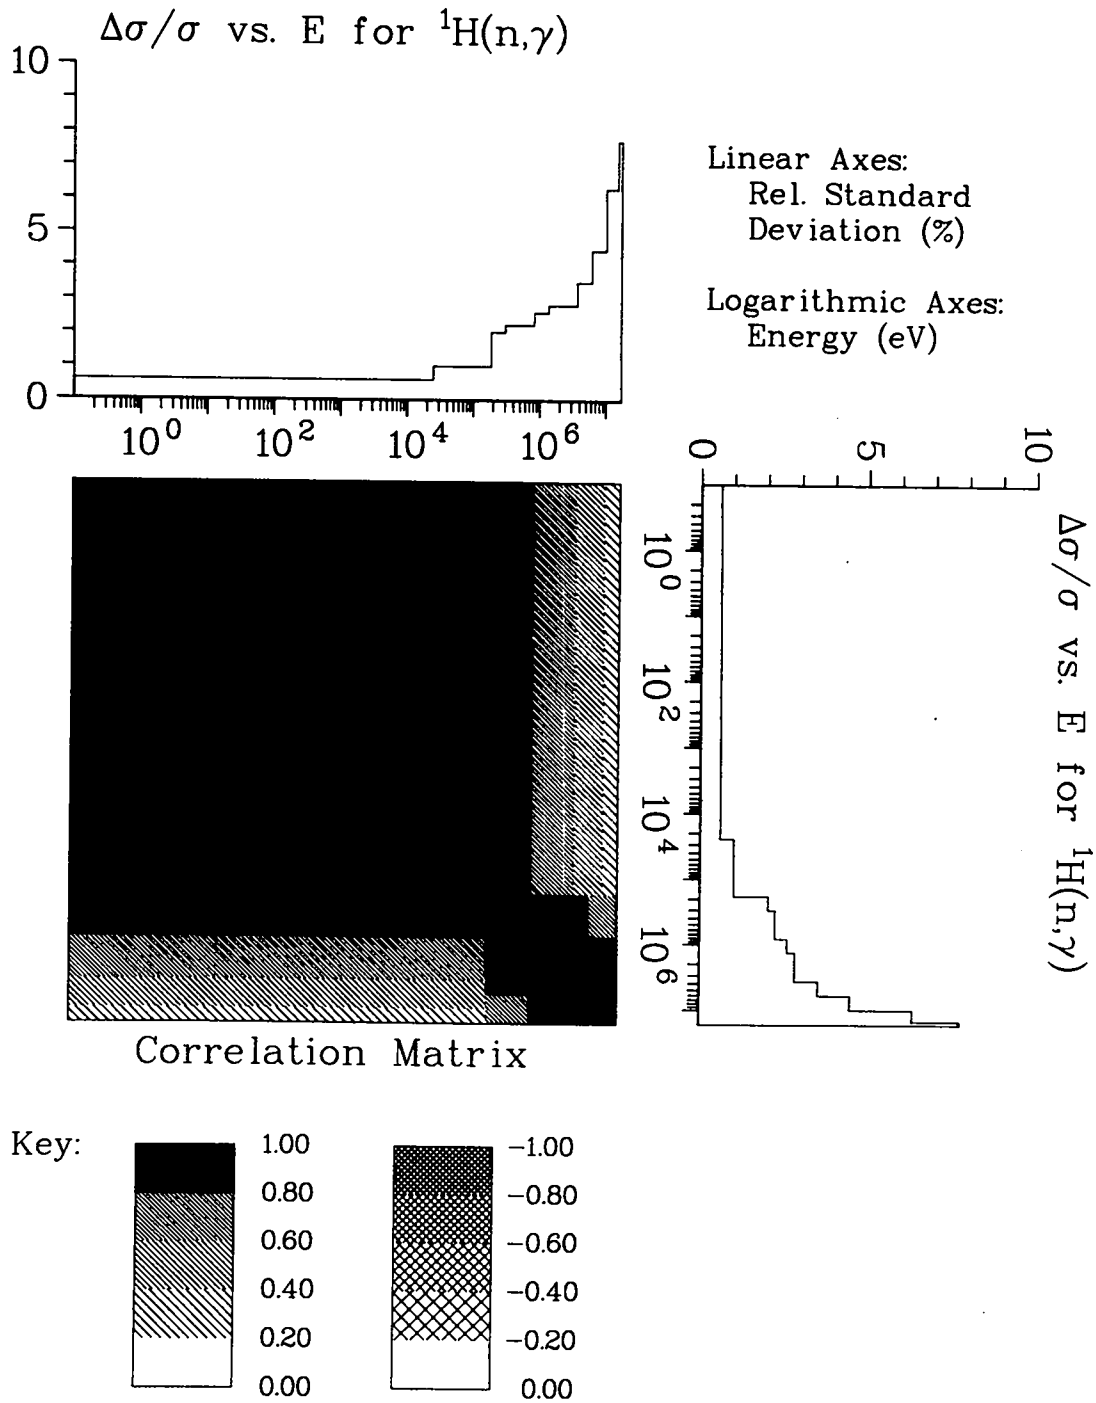 Δσ/σ vs. E for ¹H(n,γ)
10
5
0
10⁰ 10² 10⁴ 10⁶
Linear Axes:
Rel. Standard
Deviation (%)
Logarithmic Axes:
Energy (eV)
0 5 10
10⁰
10²
10⁴
10⁶
Δσ/σ vs. E for ¹H(n,γ)
Correlation Matrix
Key:
1.00
0.80
0.60
0.40
0.20
0.00
−1.00
−0.80
−0.60
−0.40
−0.20
0.00